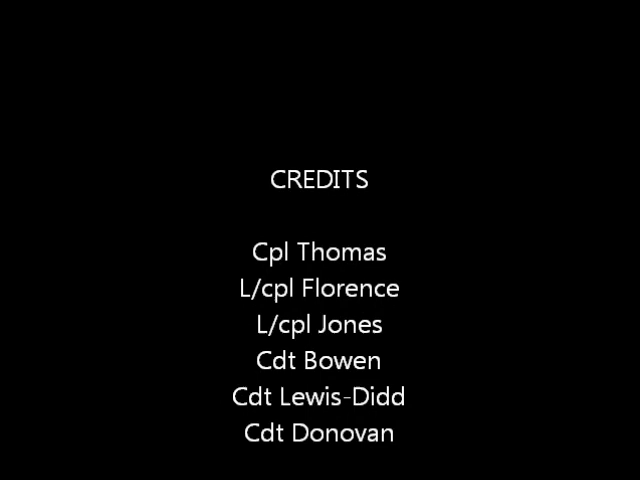 CREDITS
Cpl Thomas
L/cpl Florence
L/cpl Jones
Cdt Bowen
Cdt Lewis-Didd
Cdt Donovan